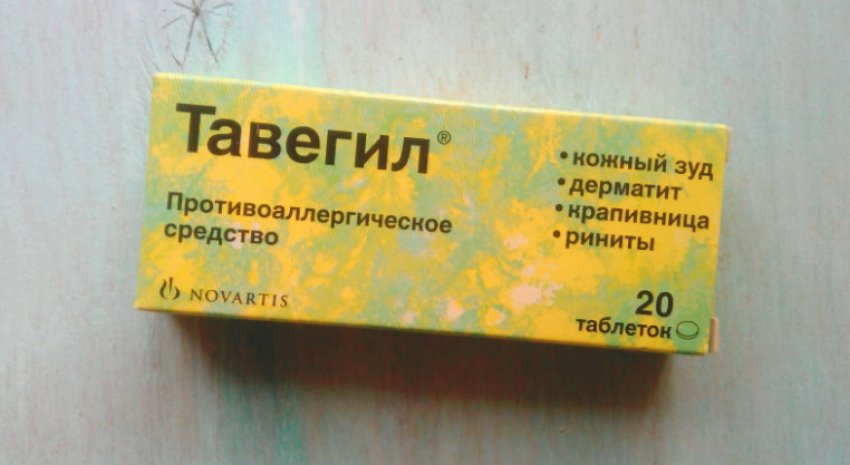 Тавегил®
Противоаллергическое
средство
NOVARTIS
• кожный зуд
• дерматит
• крапивница
• риниты
20
таблеток